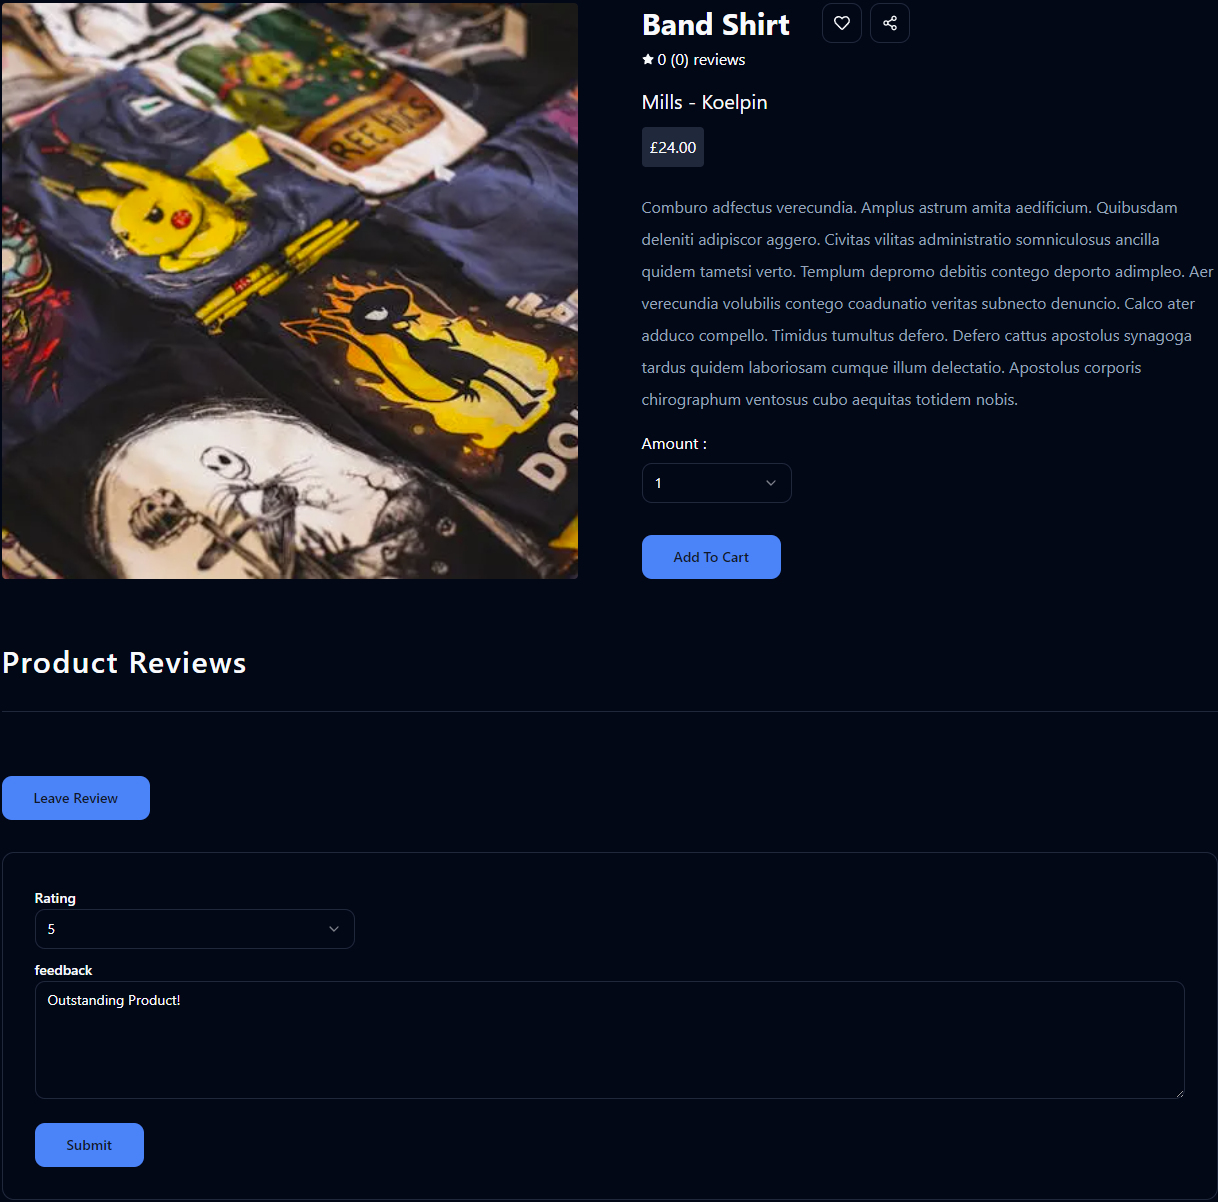 Band Shirt
0 (0) reviews
Mills - Koelpin
£24.00
Comburo adfectus verecundia. Amplus astrum amita aedificium. Quibusdam
deleniti adipiscor aggero. Civitas vilitas administratio somniculosus ancilla
quidem tametsi verto. Templum depromo debitis contego deporto adimpleo. Aer
verecundia volubilis contego coadunatio veritas subnecto denuncio. Calco ater
adduco compello. Timidus tumultus defero. Defero cattus apostolus synagoga
tardus quidem laboriosam cumque illum delectatio. Apostolus corporis
chirographum ventosus cubo aequitas totidem nobis.
Amount :
1
Add To Cart
REE HUGS
DO
Product Reviews
Leave Review
Rating
5
feedback
Outstanding Product!
Submit